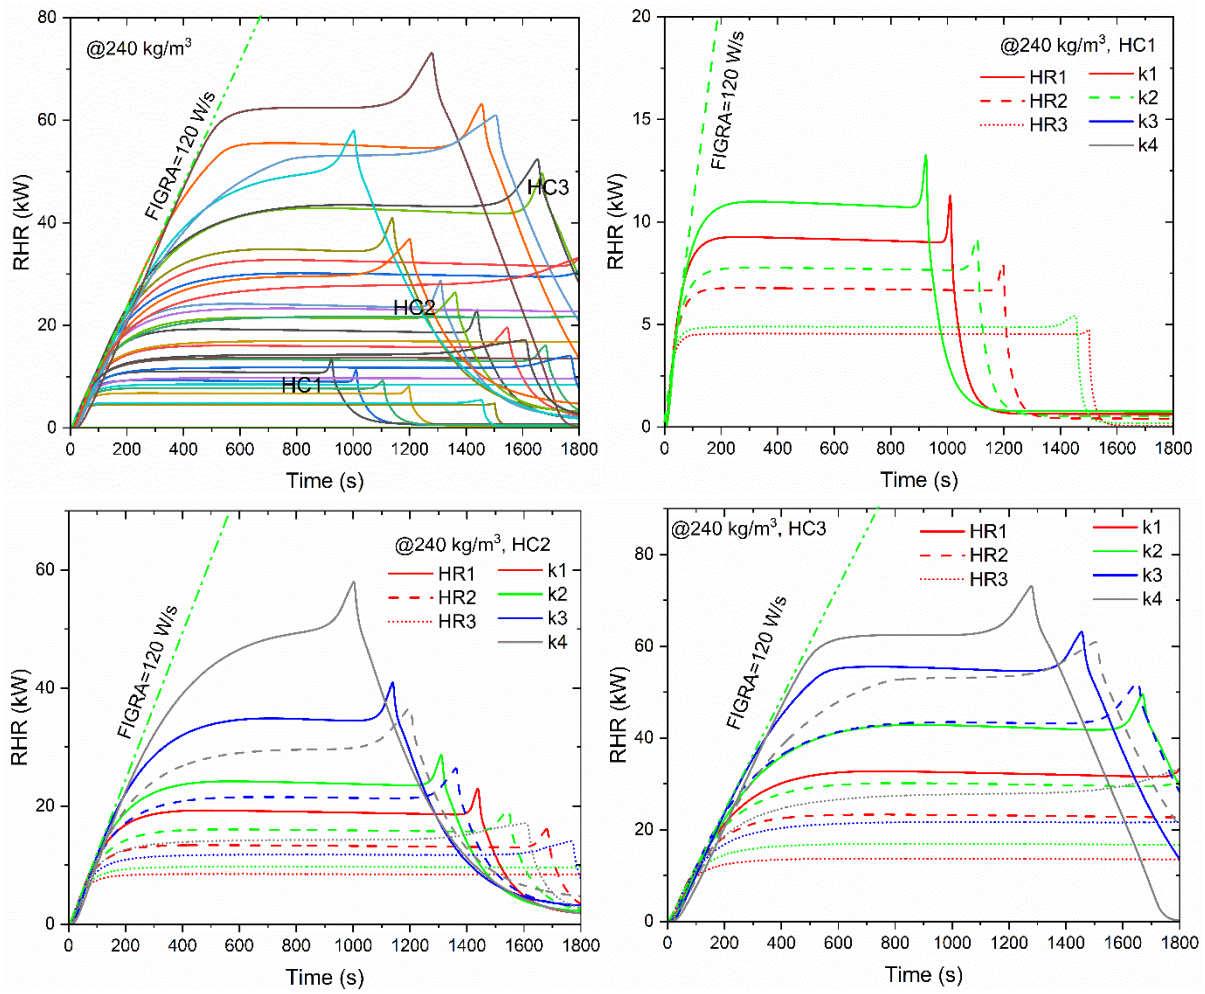 @240 kg/m³
FIGRA=120 W/s
HC3
HC2
HC1
RHR (kW)
0
20
40
60
80
0 200 400 600 800 1000 1200 1400 1600 1800
Time (s)
@240 kg/m³, HC1
HR1 k1
HR2 k2
HR3 k3
k4
FIGRA=120 W/s
RHR (kW)
20
15
10
5
0
0 200 400 600 800 1000 1200 1400 1600 1800
Time (s)
@240 kg/m³, HC2
HR1 k1
HR2 k2
HR3 k3
k4
FIGRA=120 W/s
RHR (kW)
60
40
20
0
0 200 400 600 800 1000 1200 1400 1600 1800
Time (s)
@240 kg/m³, HC3
HR1 k1
HR2 k2
HR3 k3
k4
FIGRA=120 W/s
RHR (kW)
80
60
40
20
0
0 200 400 600 800 1000 1200 1400 1600 1800
Time (s)